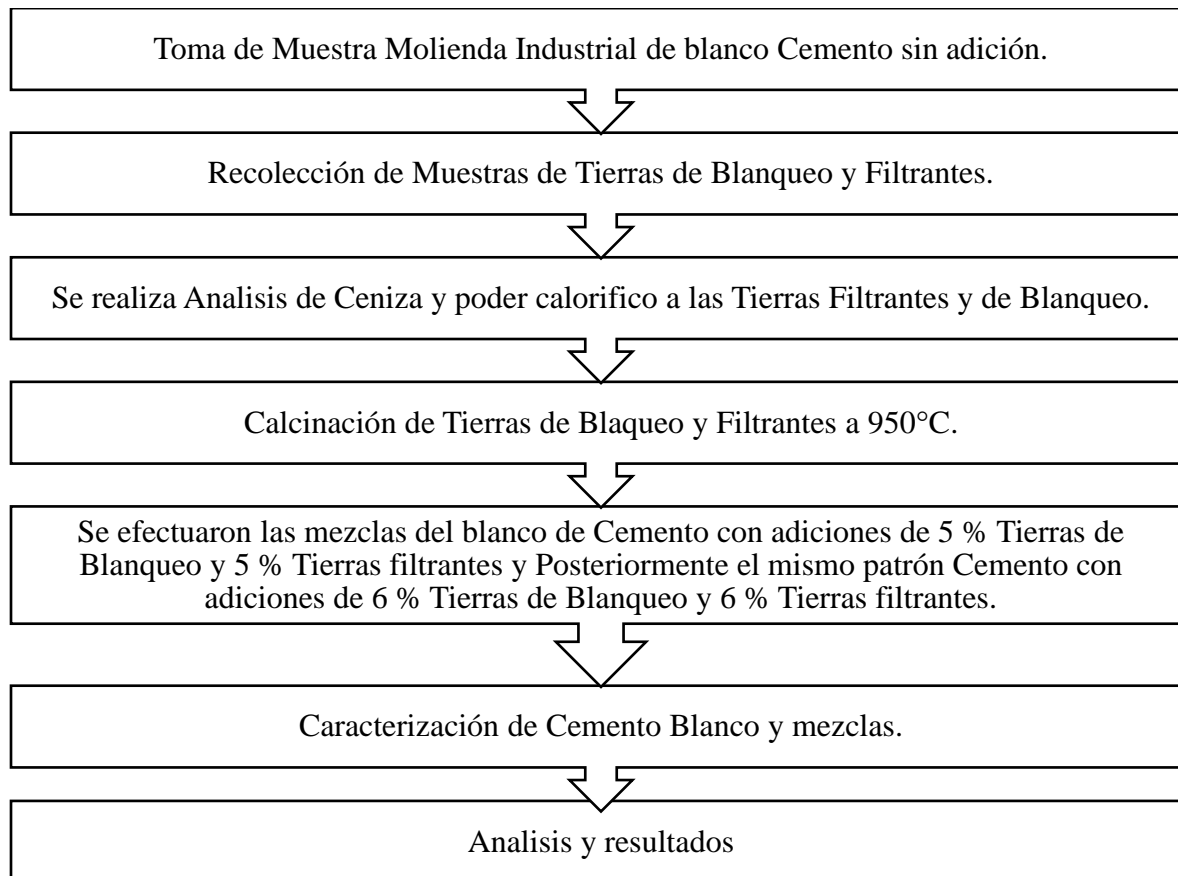 Toma de Muestra Molienda Industrial de blanco Cemento sin adición.
Recolección de Muestras de Tierras de Blanqueo y Filtrantes.
Se realiza Analisis de Ceniza y poder calorifico a las Tierras Filtrantes y de Blanqueo.
Calcinación de Tierras de Blaqueo y Filtrantes a 950°C.
Se efectuaron las mezclas del blanco de Cemento con adiciones de 5 % Tierras de
Blanqueo y 5 % Tierras filtrantes y Posteriormente el mismo patrón Cemento con
adiciones de 6 % Tierras de Blanqueo y 6 % Tierras filtrantes.
Caracterización de Cemento Blanco y mezclas.
Analisis y resultados